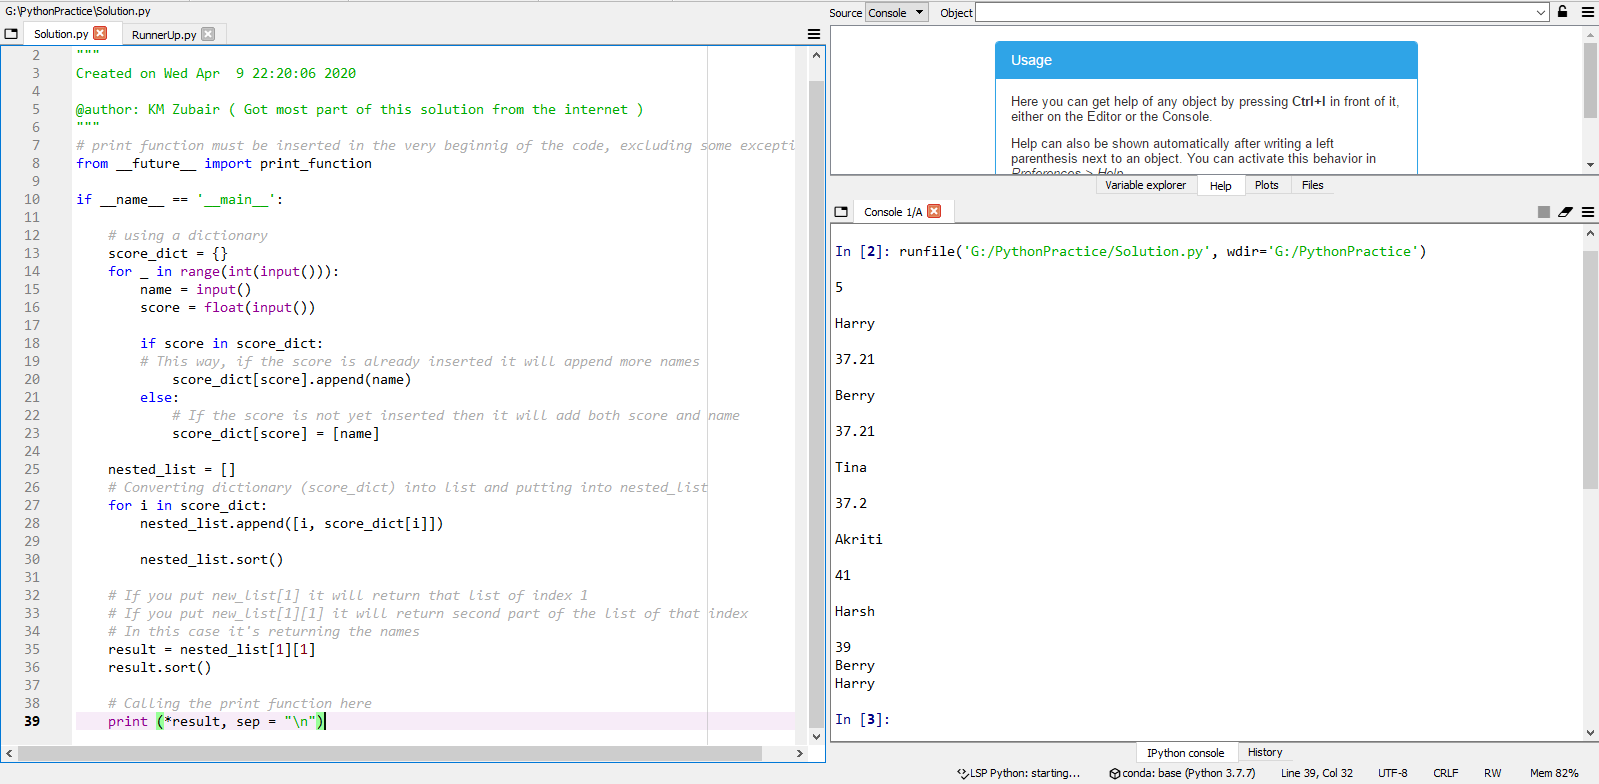 G:\PythonPractice\Solution.py
Solution.py
RunnerUp.py
2 """
3 Created on Wed Apr  9 22:20:06 2020
4
5 @author: KM Zubair ( Got most part of this solution from the internet )
6 """
7 # print function must be inserted in the very beginnig of the code, excluding some excepti
8 from __future__ import print_function
9
10 if __name__ == '__main__':
11
12     # using a dictionary
13     score_dict = {}
14     for _ in range(int(input())):
15         name = input()
16         score = float(input())
17
18         if score in score_dict:
19         # This way, if the score is already inserted it will append more names
20             score_dict[score].append(name)
21         else:
22             # If the score is not yet inserted then it will add both score and name
23             score_dict[score] = [name]
24
25     nested_list = []
26     # Converting dictionary (score_dict) into list and putting into nested_list
27     for i in score_dict:
28         nested_list.append([i, score_dict[i]])
29
30         nested_list.sort()
31
32     # If you put new_list[1] it will return that list of index 1
33     # If you put new_list[1][1] it will return second part of the list of that index
34     # In this case it's returning the names
35     result = nested_list[1][1]
36     result.sort()
37
38     # Calling the print function here
39     print (*result, sep = "\n")
Source Console Object
Usage
Here you can get help of any object by pressing Ctrl+I in front of it,
either on the Editor or the Console.
Help can also be shown automatically after writing a left
parenthesis next to an object. You can activate this behavior in
Preferences > Help.
Variable explorer Help Plots Files
Console 1/A
In [2]: runfile('G:/PythonPractice/Solution.py', wdir='G:/PythonPractice')
5
Harry
37.21
Berry
37.21
Tina
37.2
Akriti
41
Harsh
39
Berry
Harry
In [3]:
IPython console History
LSP Python: starting... conda: base (Python 3.7.7) Line 39, Col 32 UTF-8 CRLF RW Mem 82%